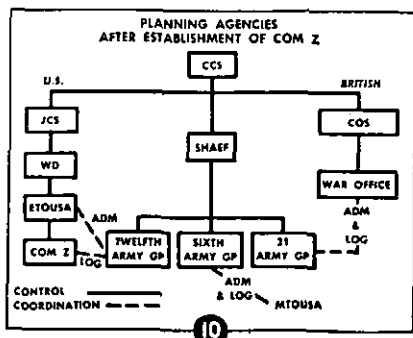 PLANNING AGENCIES
AFTER ESTABLISHMENT OF COM Z
CCS
U.S.
BRITISH
JCS
SHAEF
COS
WD
WAR OFFICE
ETOUSA
ADM
ADM
&
LOG
COM Z
LOG
TWELFTH
ARMY GP
SIXTH
ARMY GP
21
ARMY GP
ADM
& LOG
MTOUSA
CONTROL
COORDINATION
10